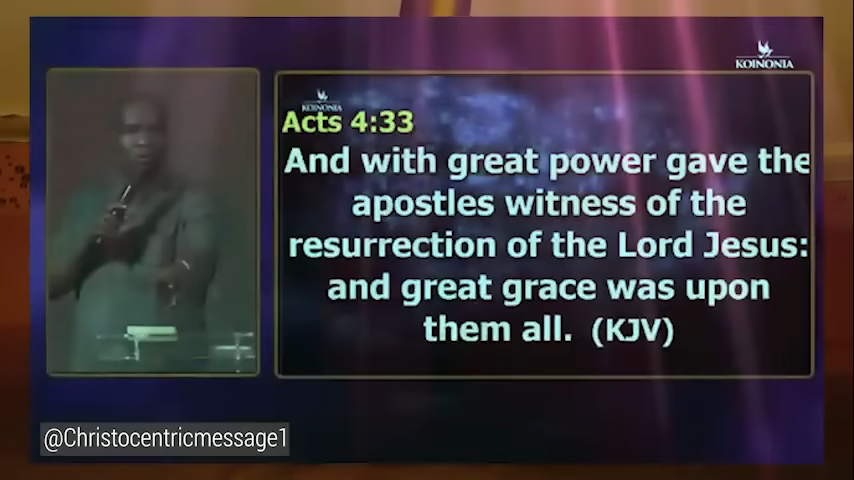 KOINONIA
KOINONIA
Acts 4:33
And with great power gave the
apostles witness of the
resurrection of the Lord Jesus:
and great grace was upon
them all. (KJV)
@Christocentricmessage1